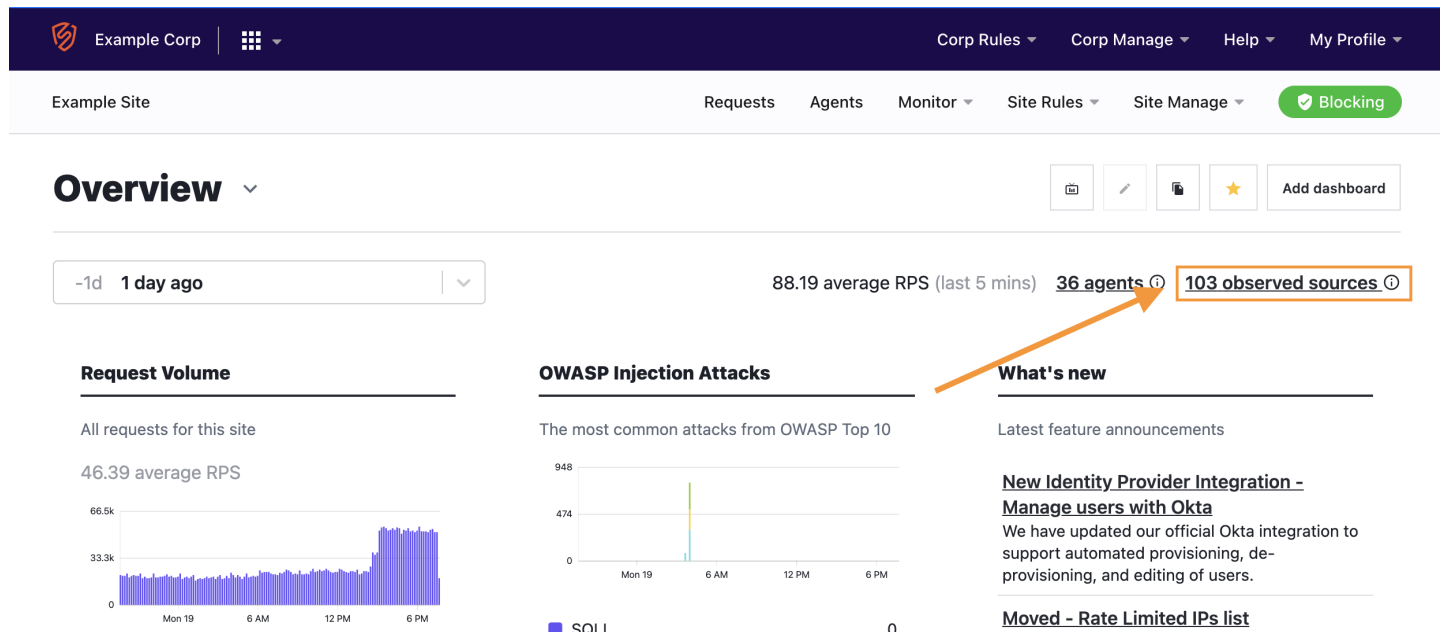 Example Corp
Corp Rules
Corp Manage
Help
My Profile
Example Site
Requests
Agents
Monitor
Site Rules
Site Manage
Blocking
Overview
Add dashboard
-1d 1 day ago
88.19 average RPS (last 5 mins)
36 agents
103 observed sources
Request Volume
All requests for this site
46.39 average RPS
66.5k
33.3k
0
Mon 19
6 AM
12 PM
6 PM
OWASP Injection Attacks
The most common attacks from OWASP Top 10
948
474
0
Mon 19
6 AM
12 PM
6 PM
SQLI 0
What's new
Latest feature announcements
New Identity Provider Integration -
Manage users with Okta
We have updated our official Okta integration to
support automated provisioning, de-
provisioning, and editing of users.
Moved - Rate Limited IPs list